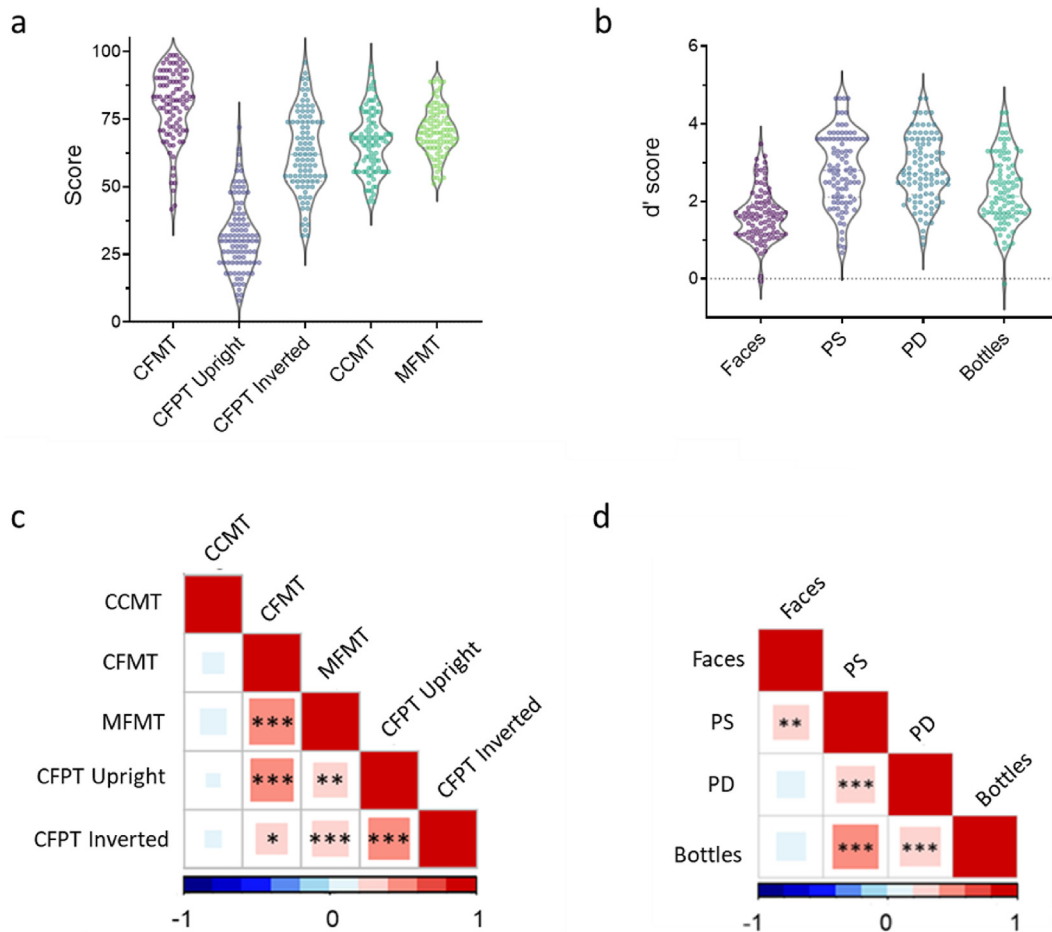 a
100
75
50
25
0
Score
CFMT
CFPT Upright
CFPT Inverted
CCMT
MFMT
b
6
4
2
0
d' score
Faces
PS
PD
Bottles
c
CCMT
CFMT
MFMT
CFPT Upright
CFPT Inverted
CCMT
CFMT
MFMT ***
CFPT Upright *** **
CFPT Inverted * *** ***
-1 0 1
d
Faces
PS
PD
Bottles
Faces
PS **
PD ***
Bottles *** ***
-1 0 1